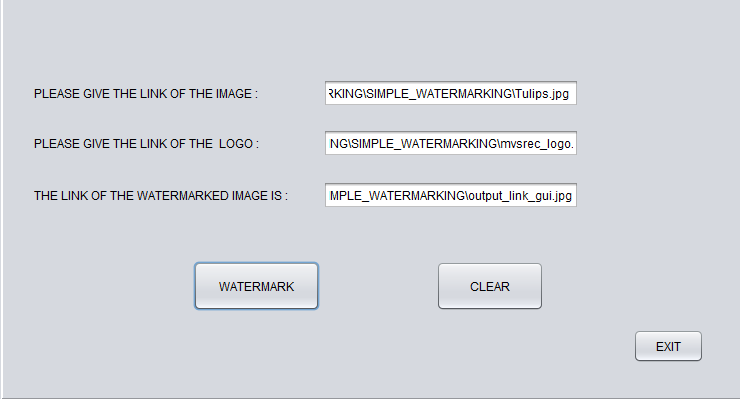 PLEASE GIVE THE LINK OF THE IMAGE : RKING\SIMPLE_WATERMARKING\Tulips.jpg
PLEASE GIVE THE LINK OF THE LOGO : NG\SIMPLE_WATERMARKING\mvsrec_logo.
THE LINK OF THE WATERMARKED IMAGE IS : MPLE_WATERMARKING\output_link_gui.jpg
WATERMARK CLEAR
EXIT